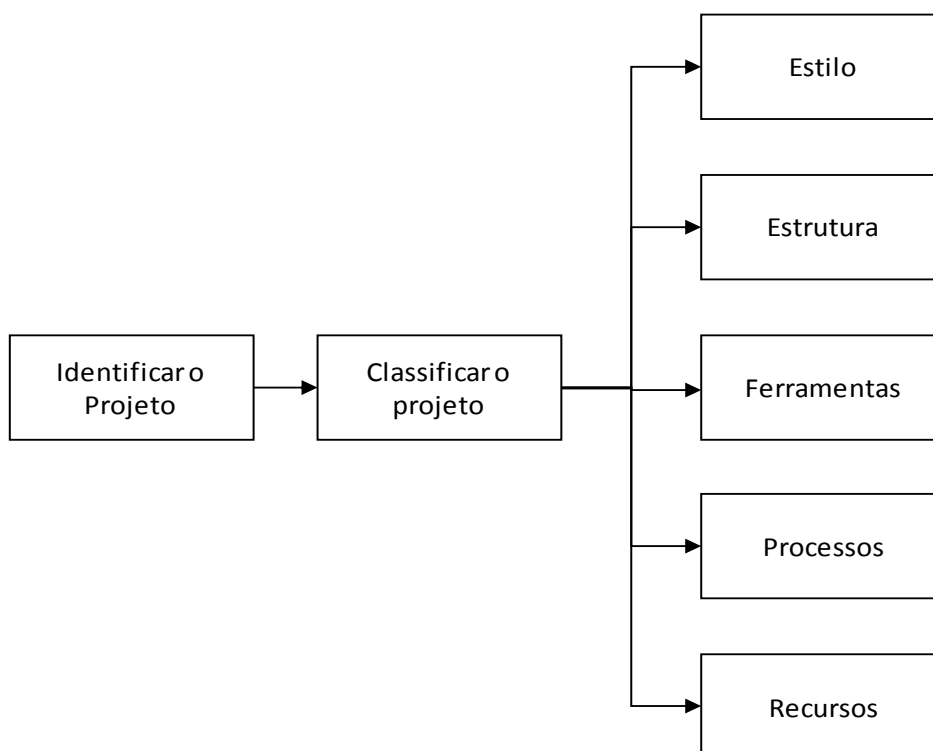 Identificar o
Projeto
Classificar o
projeto
Estilo
Estrutura
Ferramentas
Processos
Recursos